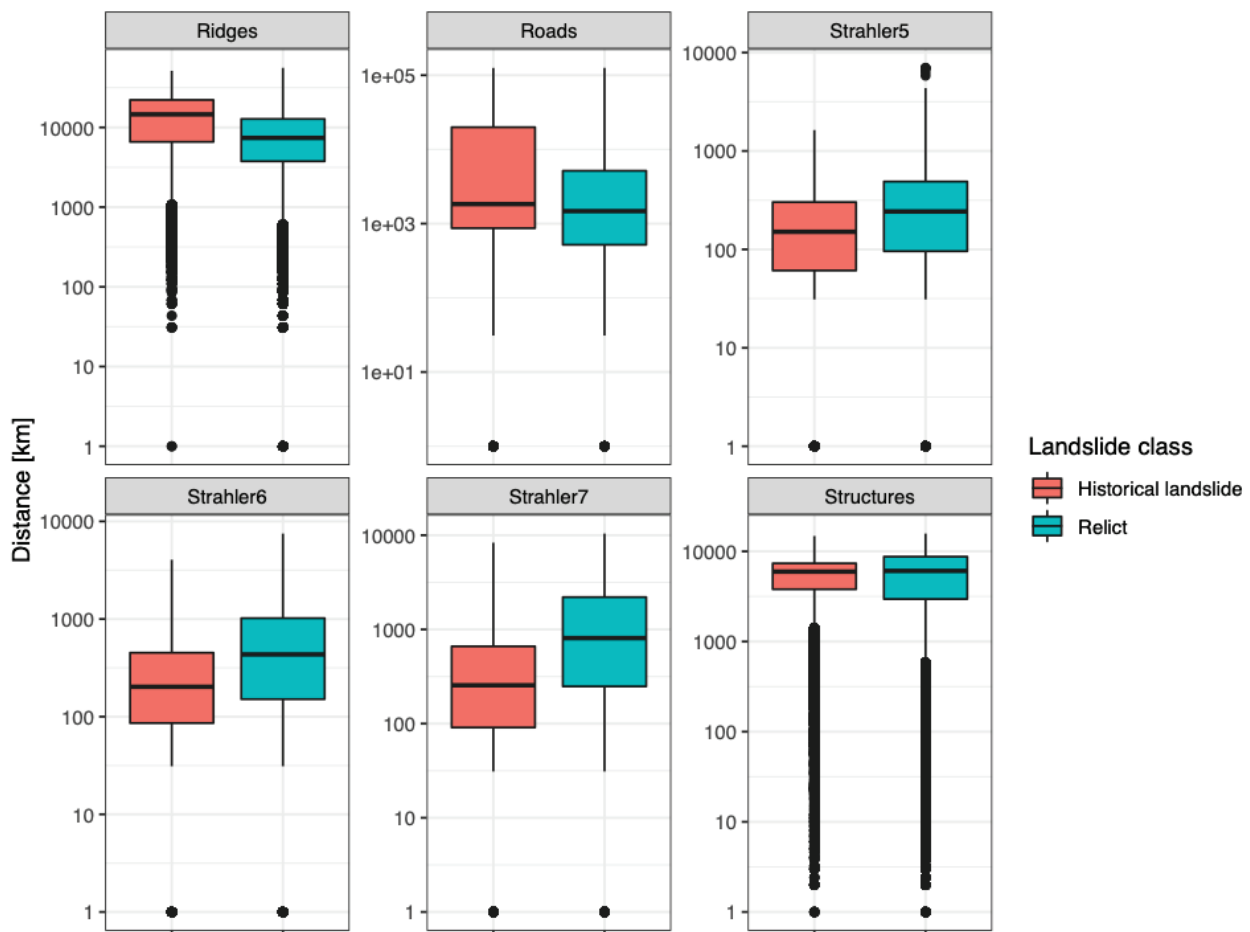 Ridges
Roads
Strahler5
10000
1000
100
10
1
1e+05
1e+03
1e+01
10000
1000
100
10
1
Distance [km]
Landslide class
Historical landslide
Relict
Strahler6
Strahler7
Structures
10000
1000
100
10
1
10000
1000
100
10
1
10000
1000
100
10
1